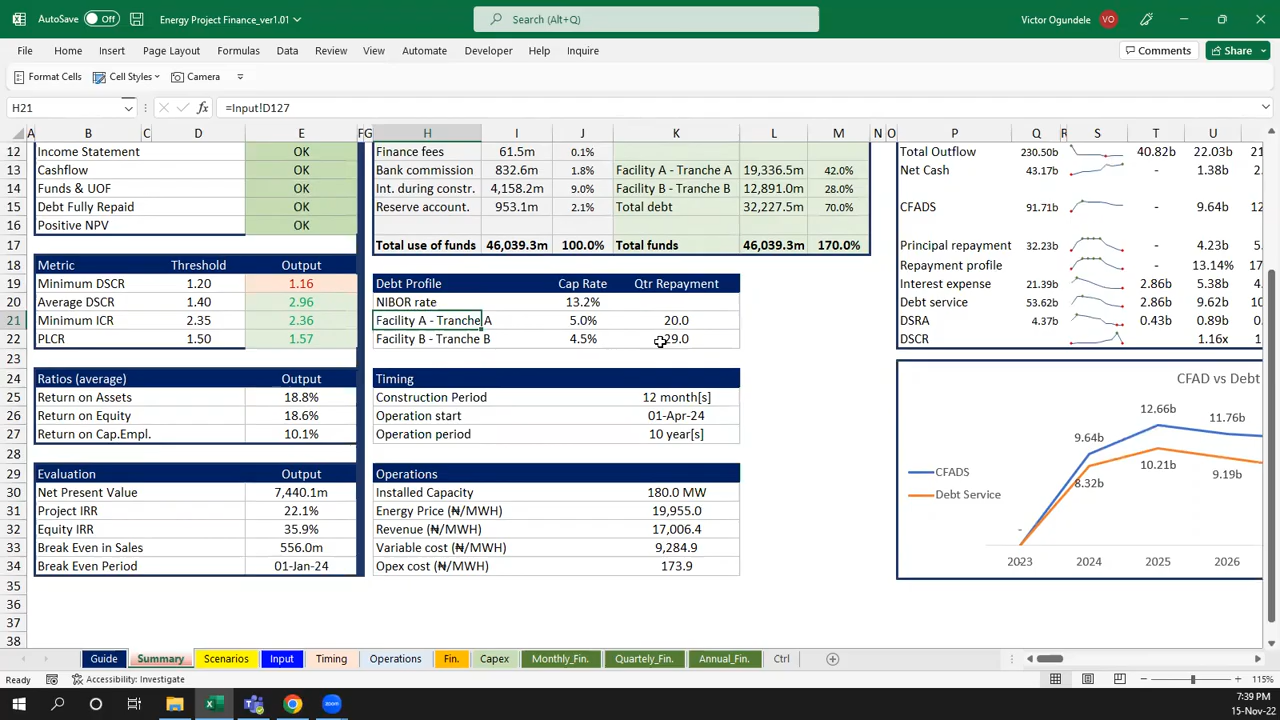 AutoSave Off Energy Project Finance_ver1.01 Search (Alt+Q) Victor Ogundele VO
File Home Insert Page Layout Formulas Data Review View Automate Developer Help Inquire Comments Share
Format Cells Cell Styles Camera
H21 fx =Input!D127
A B C D E F G H I J K L M N O P Q R S T U
12 Income Statement OK Finance fees 61.5m 0.1% Total Outflow 230.50b 40.82b 22.03b 21
13 Cashflow OK Bank commission 832.6m 1.8% Facility A - Tranche A 19,336.5m 42.0% Net Cash 43.17b - 1.38b 2.
14 Funds & UOF OK Int. during constr. 4,158.2m 9.0% Facility B - Tranche B 12,891.0m 28.0%
15 Debt Fully Repaid OK Reserve account. 953.1m 2.1% Total debt 32,227.5m 70.0% CFADS 91.71b - 9.64b 12
16 Positive NPV OK
17 Total use of funds 46,039.3m 100.0% Total funds 46,039.3m 170.0% Principal repayment 32.23b - 4.23b 5.
18 Metric Threshold Output Repayment profile - 13.14% 17
19 Minimum DSCR 1.20 1.16 Debt Profile Cap Rate Qtr Repayment Interest expense 21.39b 2.86b 5.38b 4.
20 Average DSCR 1.40 2.96 NIBOR rate 13.2% Debt service 53.62b 2.86b 9.62b 10
21 Minimum ICR 2.35 2.36 Facility A - Tranche A 5.0% 20.0 DSRA 4.37b 0.43b 0.89b 0.
22 PLCR 1.50 1.57 Facility B - Tranche B 4.5% 29.0 DSCR 1.16x 1.
23
24 Ratios (average) Output Timing CFAD vs Debt
25 Return on Assets 18.8% Construction Period 12 month[s]
26 Return on Equity 18.6% Operation start 01-Apr-24
27 Return on Cap.Empl. 10.1% Operation period 10 year[s]
28
29 Evaluation Output Operations
30 Net Present Value 7,440.1m Installed Capacity 180.0 MW
31 Project IRR 22.1% Energy Price (₦/MWH) 19,955.0
32 Equity IRR 35.9% Revenue (₦/MWH) 17,006.4
33 Break Even in Sales 556.0m Variable cost (₦/MWH) 9,284.9
34 Break Even Period 01-Jan-24 Opex cost (₦/MWH) 173.9
35
36
37
38
12.66b
11.76b
9.64b
10.21b
9.19b
8.32b
CFADS
Debt Service
-
2023 2024 2025 2026
Guide Summary Scenarios Input Timing Operations Fin. Capex Monthly_Fin. Quartely_Fin. Annual_Fin. Ctrl
Ready Accessibility: Investigate 115%
zoom
7:39 PM
15-Nov-22